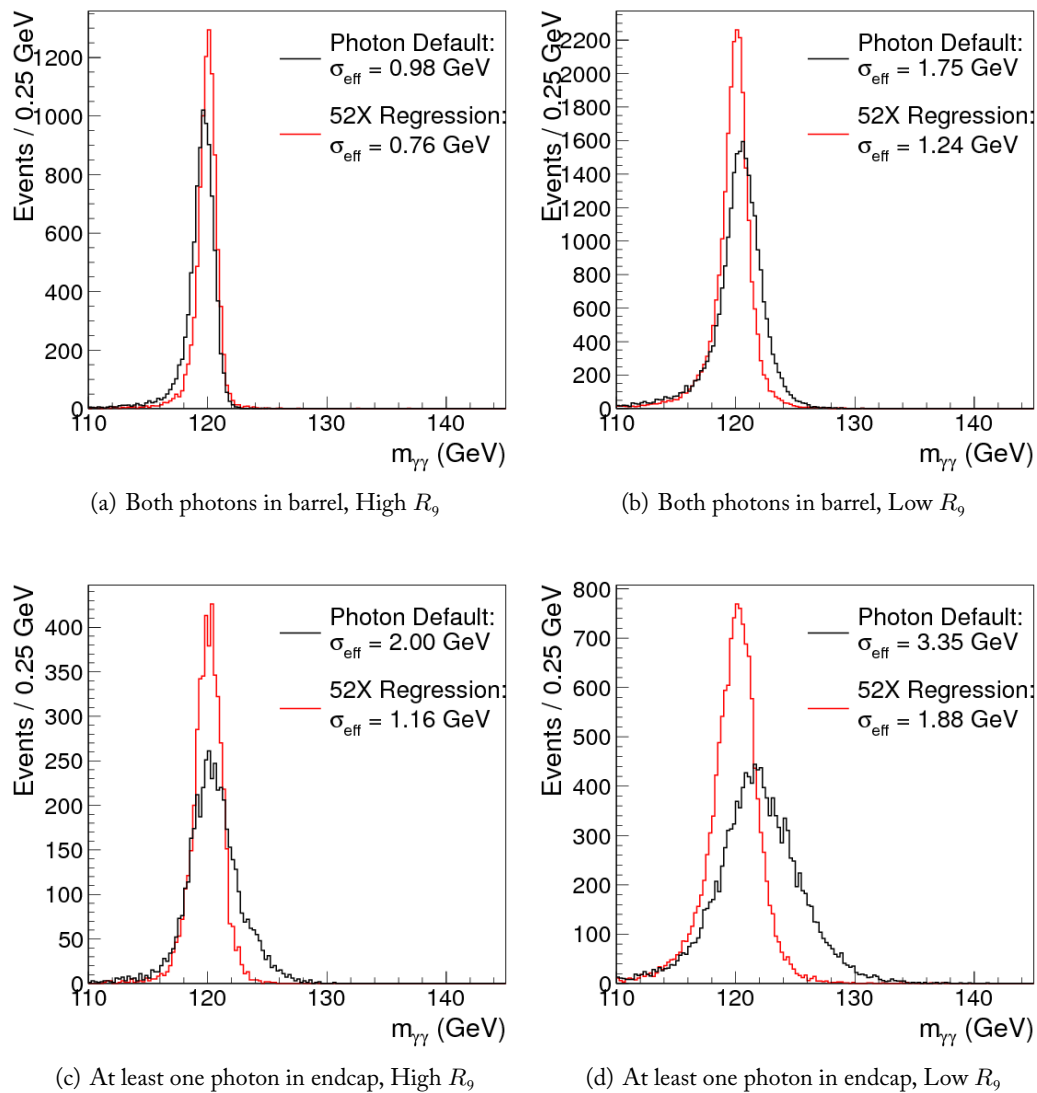 Events / 0.25 GeV
1200
1000
800
600
400
200
0
110 120 130 140
mγγ (GeV)
Photon Default:
σeff = 0.98 GeV
52X Regression:
σeff = 0.76 GeV
(a) Both photons in barrel, High R9
Events / 0.25 GeV
2200
2000
1800
1600
1400
1200
1000
800
600
400
200
0
110 120 130 140
mγγ (GeV)
Photon Default:
σeff = 1.75 GeV
52X Regression:
σeff = 1.24 GeV
(b) Both photons in barrel, Low R9
Events / 0.25 GeV
400
350
300
250
200
150
100
50
0
110 120 130 140
mγγ (GeV)
Photon Default:
σeff = 2.00 GeV
52X Regression:
σeff = 1.16 GeV
(c) At least one photon in endcap, High R9
Events / 0.25 GeV
800
700
600
500
400
300
200
100
0
110 120 130 140
mγγ (GeV)
Photon Default:
σeff = 3.35 GeV
52X Regression:
σeff = 1.88 GeV
(d) At least one photon in endcap, Low R9